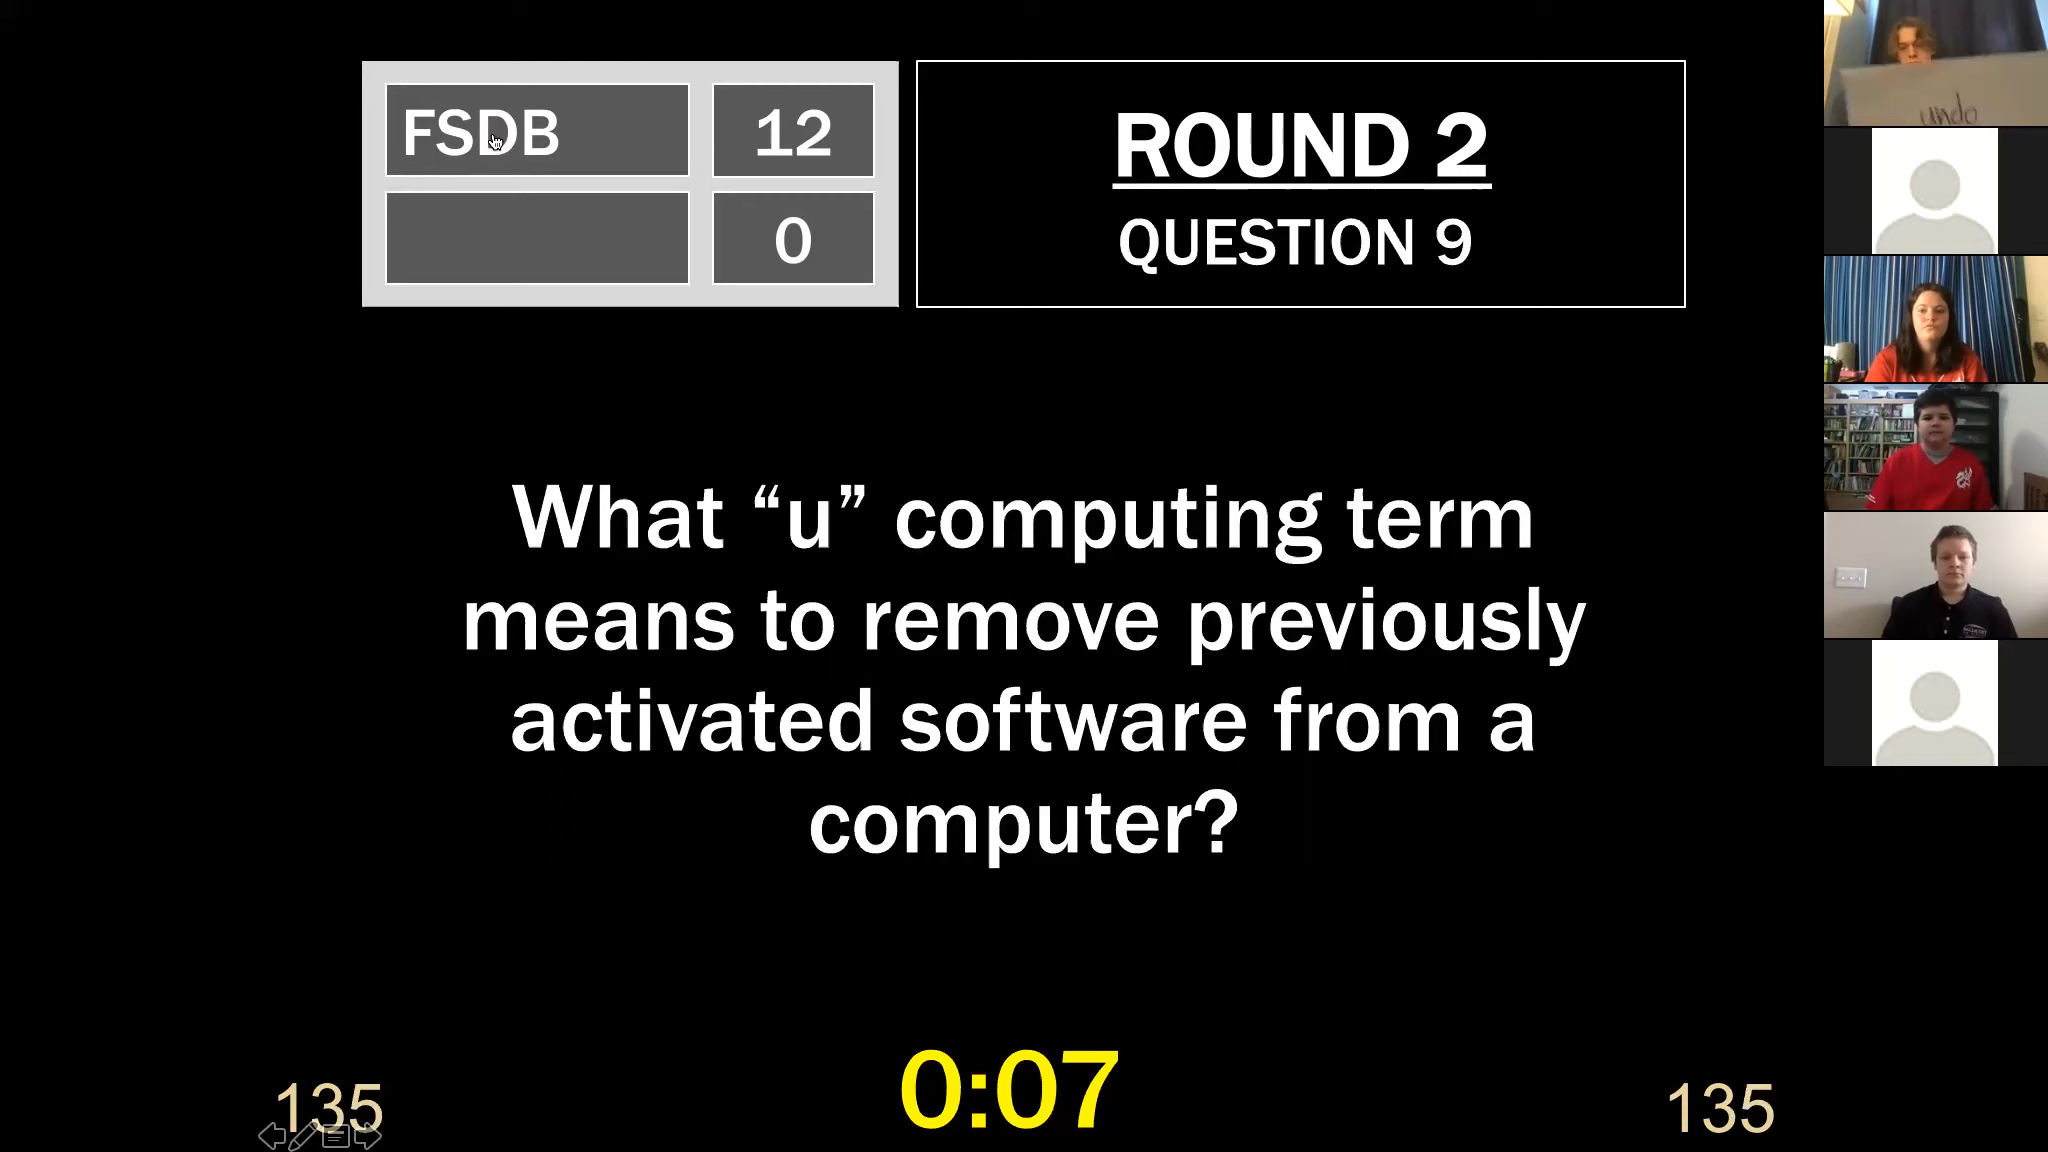 FSDB
12
0
ROUND 2
QUESTION 9
What “u” computing term
means to remove previously
activated software from a
computer?
0:07
135
135
undo